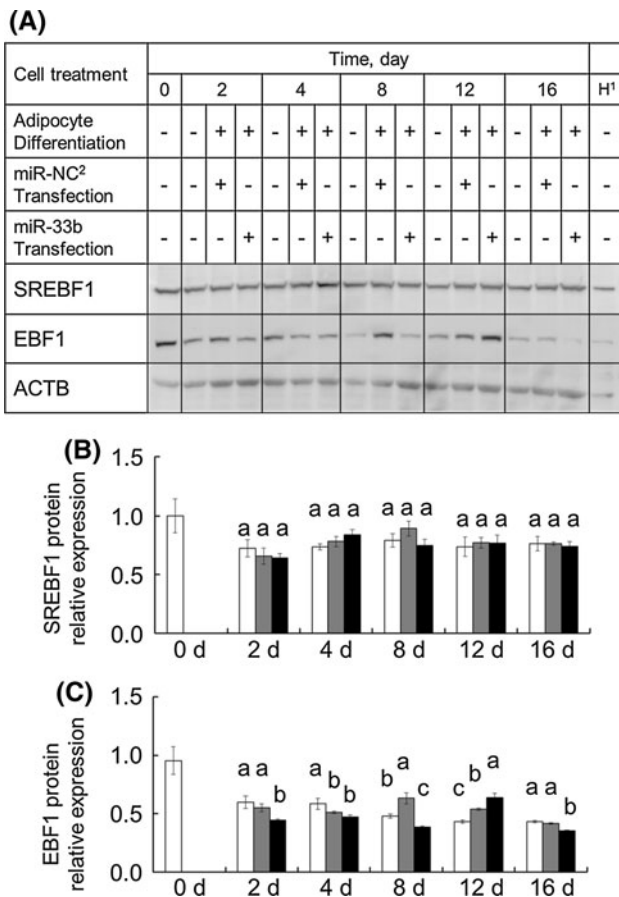 (A)
Cell treatment
Time, day
0 2 4 8 12 16 H¹
Adipocyte Differentiation - - + + - + + - + + - + + - + + -
miR-NC² Transfection - - + - - + - - + - - + - - + - -
miR-33b Transfection - - - + - - + - - + - - + - - + -
SREBF1
EBF1
ACTB
(B)
SREBF1 protein
relative expression
1.5
1.0
0.5
0.0
a a a a a a a a a a a a a a a
0 d 2 d 4 d 8 d 12 d 16 d
(C)
EBF1 protein
relative expression
1.5
1.0
0.5
0.0
a a b a b b b a c c b a a a b
0 d 2 d 4 d 8 d 12 d 16 d